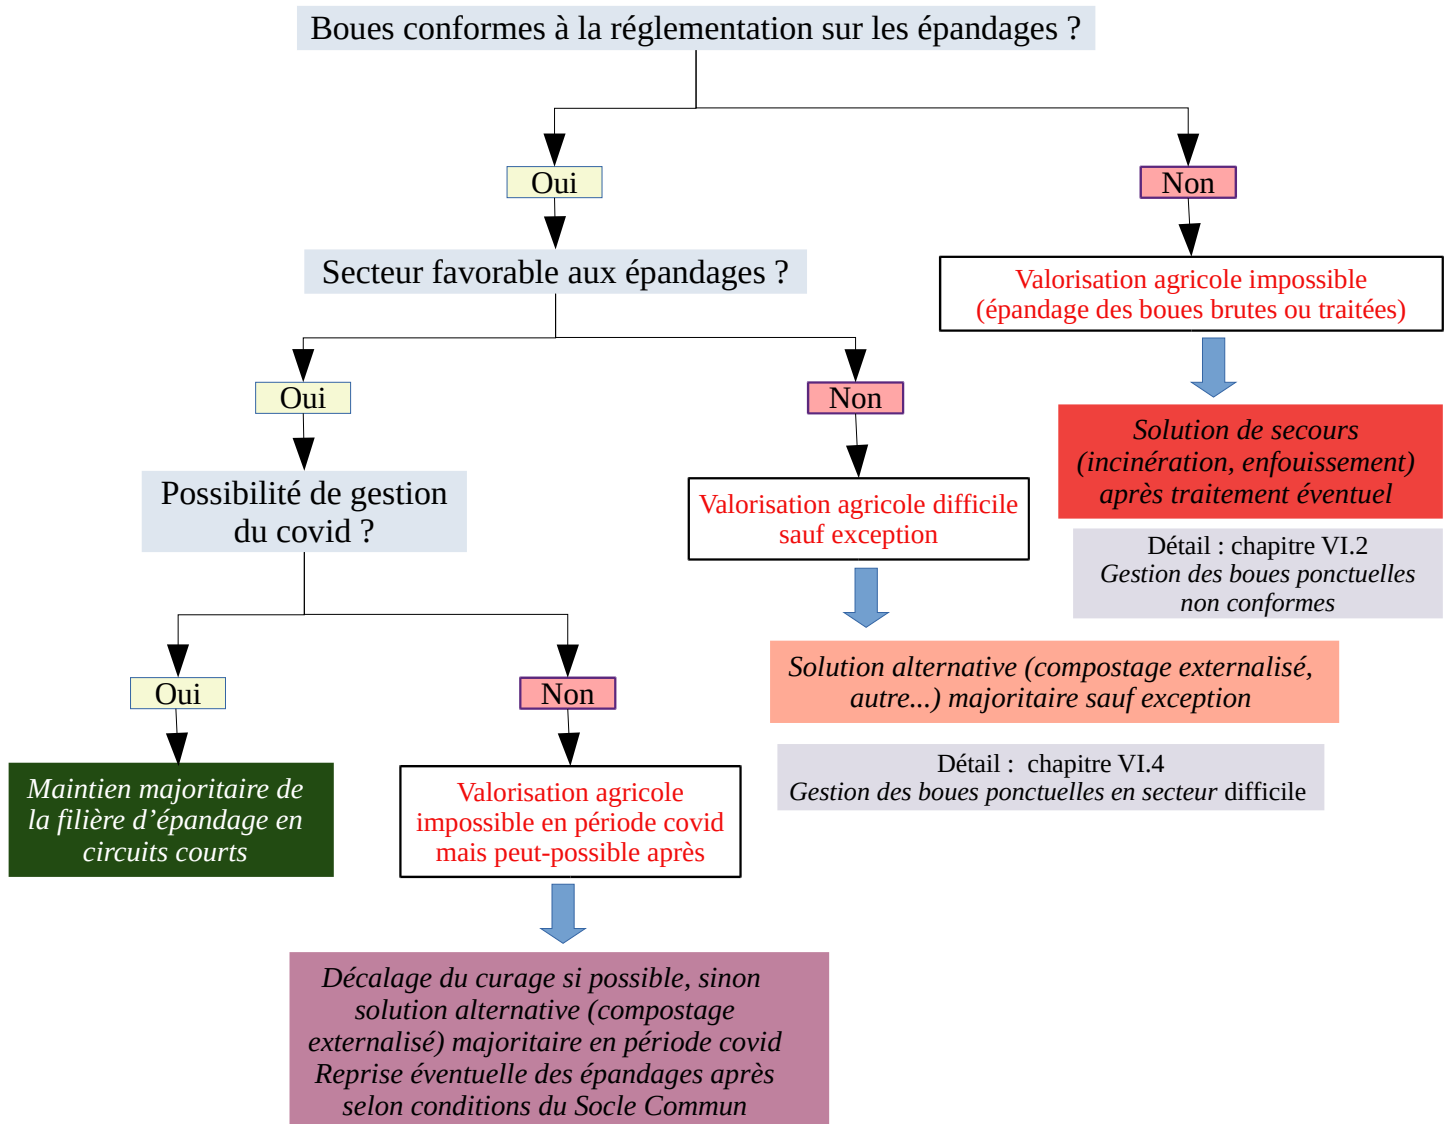 Boues conformes à la réglementation sur les épandages ?
Oui
Non
Secteur favorable aux épandages ?
Valorisation agricole impossible
(épandage des boues brutes ou traitées)
Oui
Non
Solution de secours
(incinération, enfouissement)
après traitement éventuel
Possibilité de gestion
du covid ?
Valorisation agricole difficile
sauf exception
Détail : chapitre VI.2
Gestion des boues ponctuelles
non conformes
Solution alternative (compostage externalisé,
autre...) majoritaire sauf exception
Oui
Non
Détail :  chapitre VI.4
Gestion des boues ponctuelles en secteur difficile
Maintien majoritaire de
la filière d’épandage en
circuits courts
Valorisation agricole
impossible en période covid
mais peut-possible après
Décalage du curage si possible, sinon
solution alternative (compostage
externalisé) majoritaire en période covid
Reprise éventuelle des épandages après
selon conditions du Socle Commun